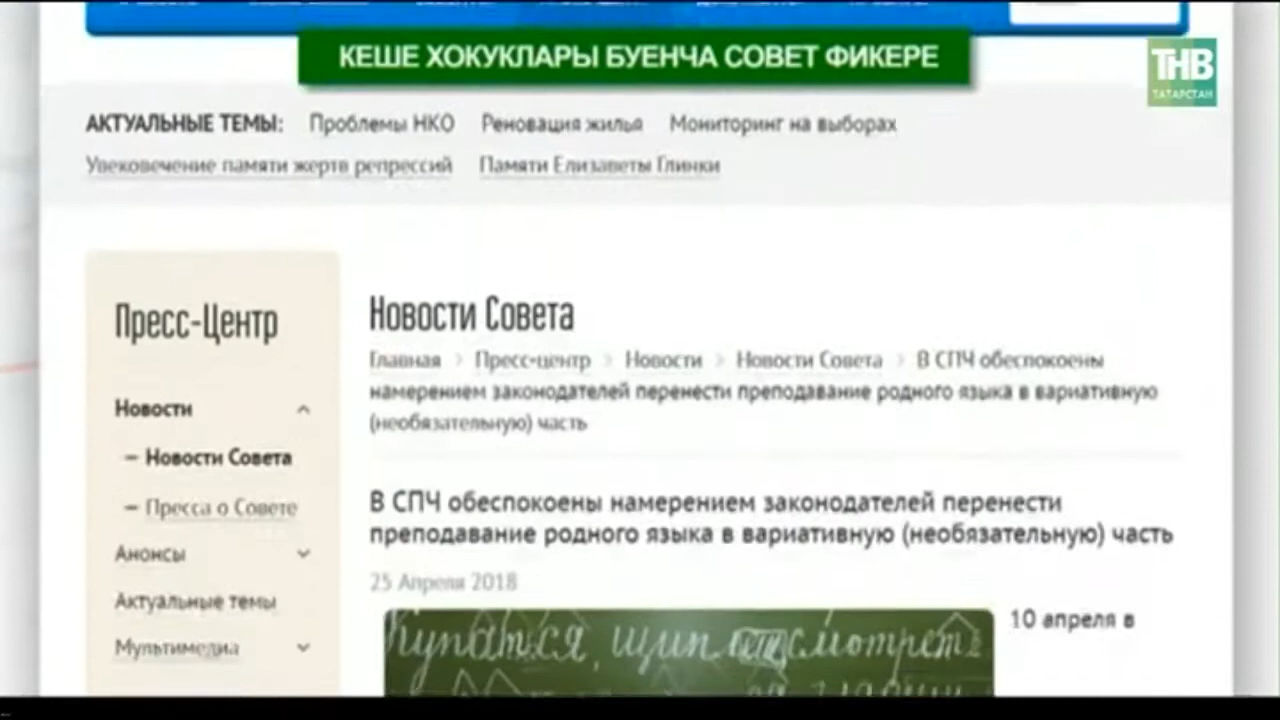 КЕШЕ ХОКУКЛАРЫ БУЕНЧА СОВЕТ ФИКЕРЕ
ТНВ
ТАТАРСТАН
АКТУАЛЬНЫЕ ТЕМЫ: Проблемы НКО Реновация жилья Мониторинг на выборах
Увековечение памяти жертв репрессий Памяти Елизаветы Глинки
Пресс-Центр
Новости
– Новости Совета
– Пресса о Совете
Анонсы
Актуальные темы
Мультимедиа
Новости Совета
Главная > Пресс-центр > Новости > Новости Совета > В СПЧ обеспокоены
намерением законодателей перенести преподавание родного языка в вариативную
(необязательную) часть
В СПЧ обеспокоены намерением законодателей перенести
преподавание родного языка в вариативную (необязательную) часть
25 Апреля 2018
10 апреля в
Купаться, смотреть